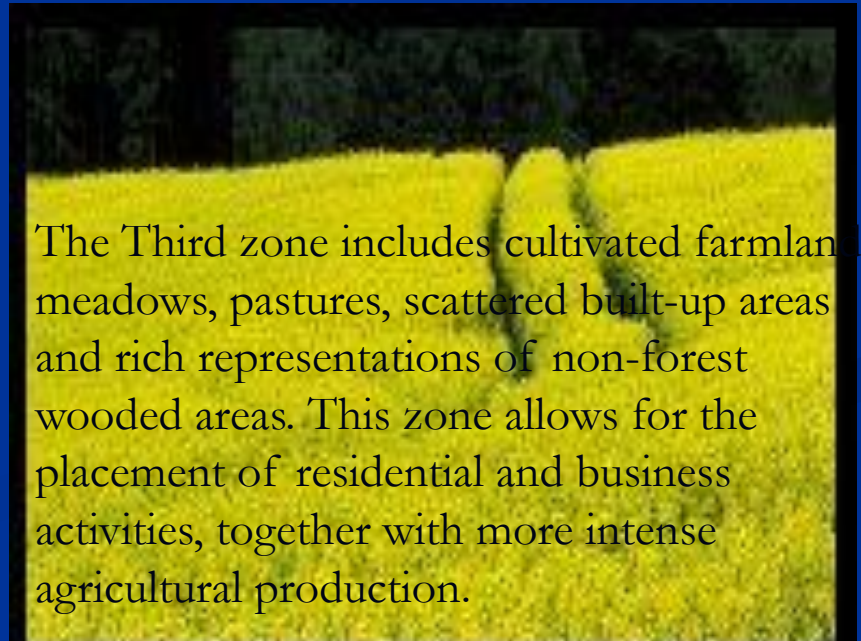 The Third zone includes cultivated farmland
meadows, pastures, scattered built-up areas
and rich representations of non-forest
wooded areas. This zone allows for the
placement of residential and business
activities, together with more intense
agricultural production.